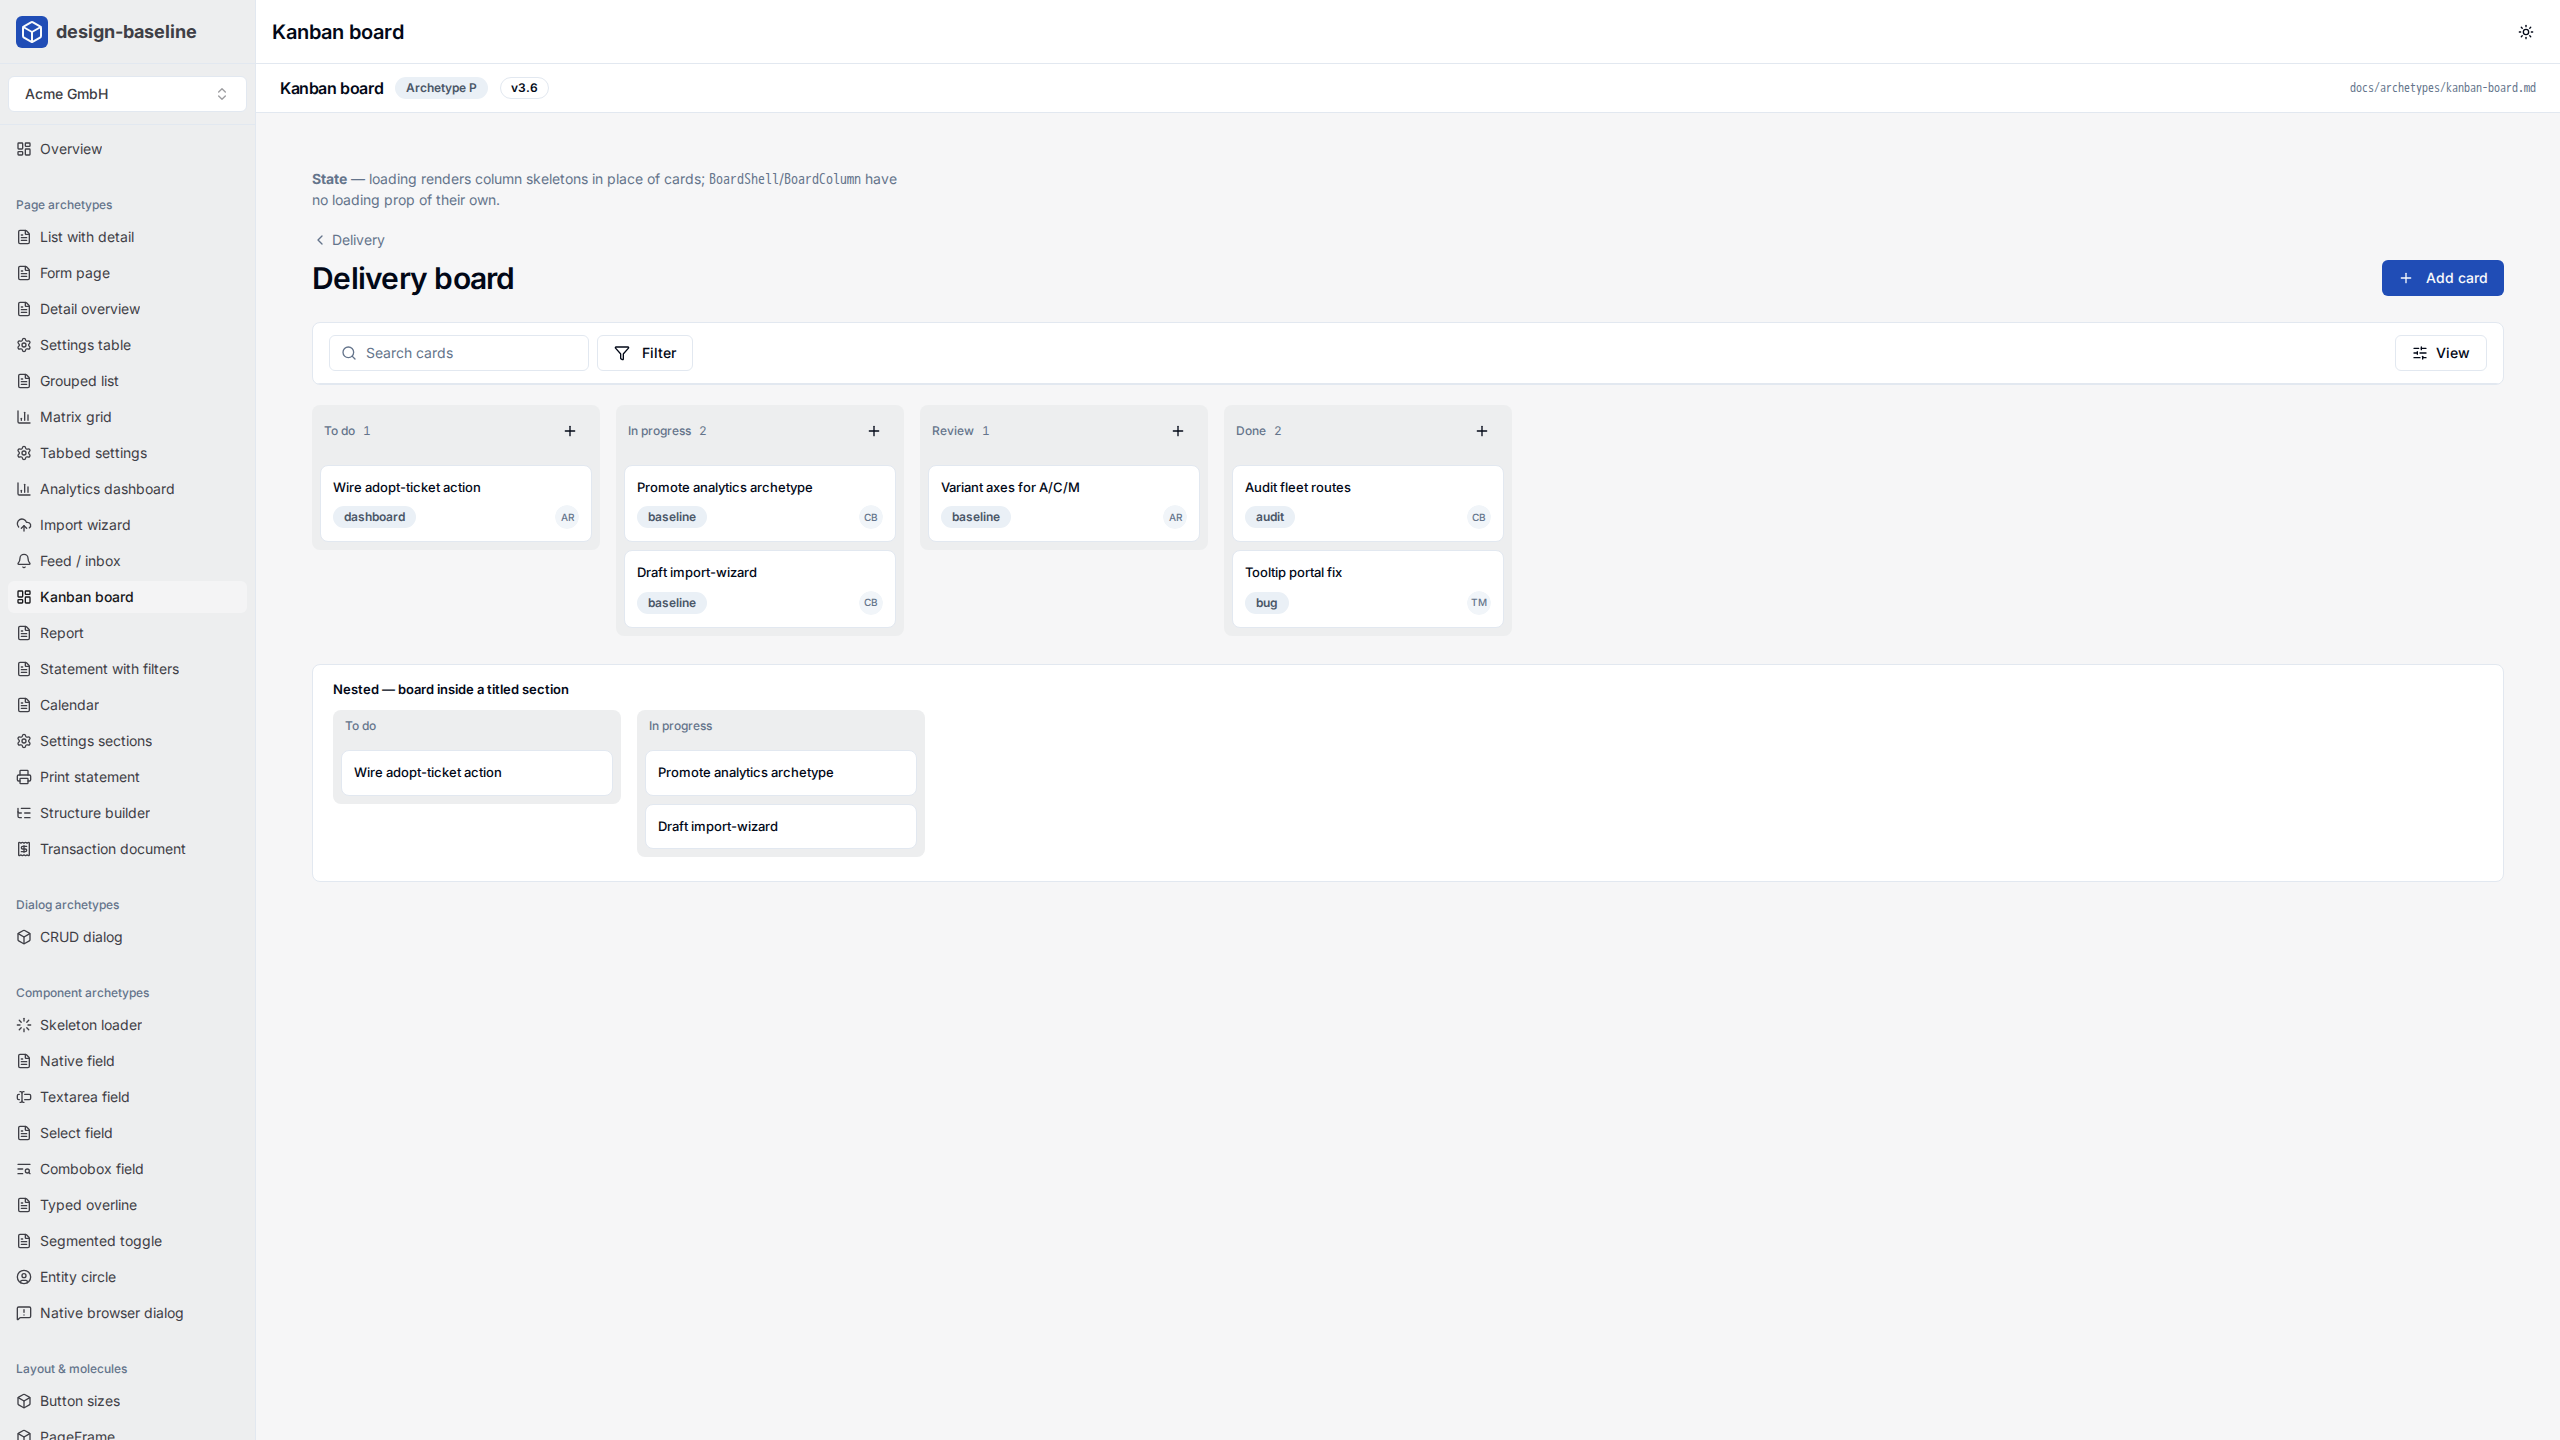 design-baseline
Acme GmbH
Overview
Page archetypes
List with detail
Form page
Detail overview
Settings table
Grouped list
Matrix grid
Tabbed settings
Analytics dashboard
Import wizard
Feed / inbox
Kanban board
Report
Statement with filters
Calendar
Settings sections
Print statement
Structure builder
Transaction document
Dialog archetypes
CRUD dialog
Component archetypes
Skeleton loader
Native field
Textarea field
Select field
Combobox field
Typed overline
Segmented toggle
Entity circle
Native browser dialog
Layout & molecules
Button sizes
PageFrame
Kanban board
Kanban board Archetype P v3.6 docs/archetypes/kanban-board.md
State — loading renders column skeletons in place of cards; BoardShell/BoardColumn have
no loading prop of their own.
Delivery
Delivery board
Add card
Search cards Filter View
To do 1
Wire adopt-ticket action
dashboard AR
In progress 2
Promote analytics archetype
baseline CB
Draft import-wizard
baseline CB
Review 1
Variant axes for A/C/M
baseline AR
Done 2
Audit fleet routes
audit CB
Tooltip portal fix
bug TM
Nested — board inside a titled section
To do
Wire adopt-ticket action
In progress
Promote analytics archetype
Draft import-wizard